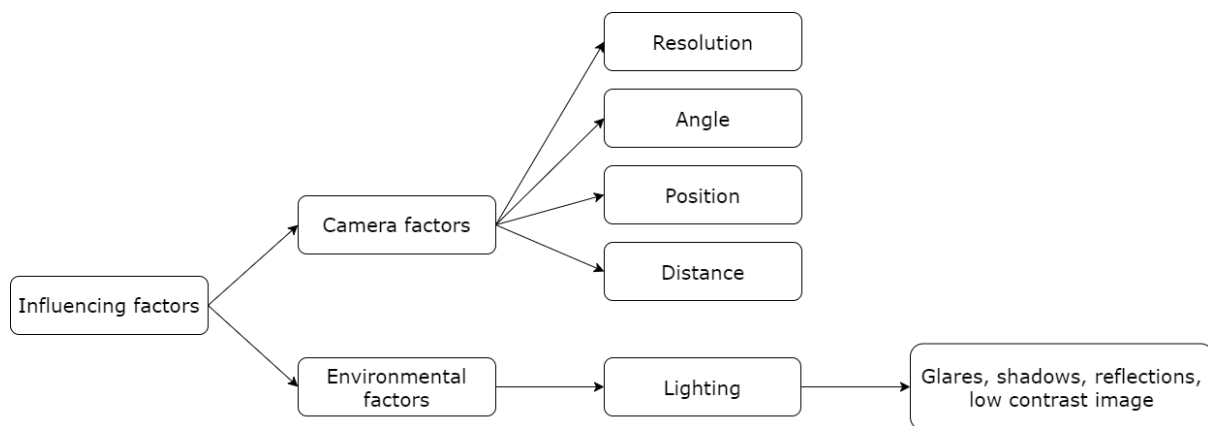 Resolution
Angle
Position
Distance
Camera factors
Influencing factors
Environmental
factors
Lighting
Glares, shadows, reflections,
low contrast image